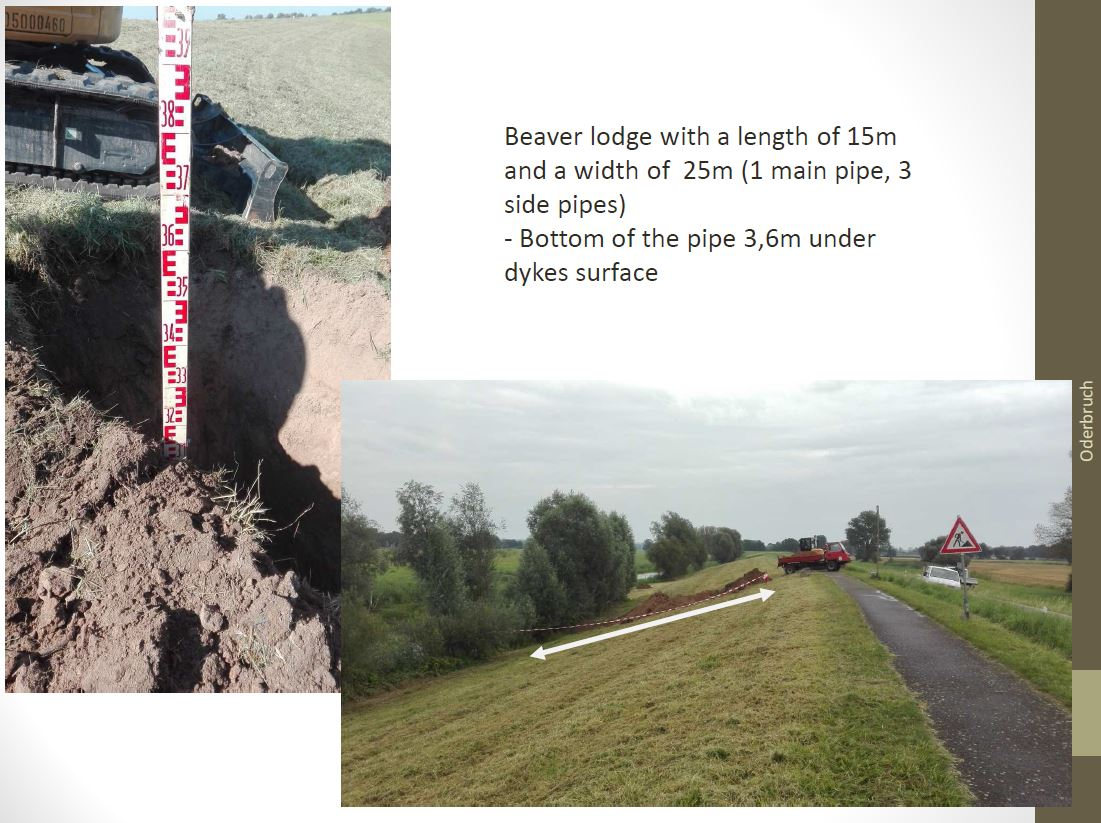 05000460
39
38
37
36
35
34
33
32
Beaver lodge with a length of 15m
and a width of 25m (1 main pipe, 3
side pipes)
- Bottom of the pipe 3,6m under
dykes surface
Oderbruch